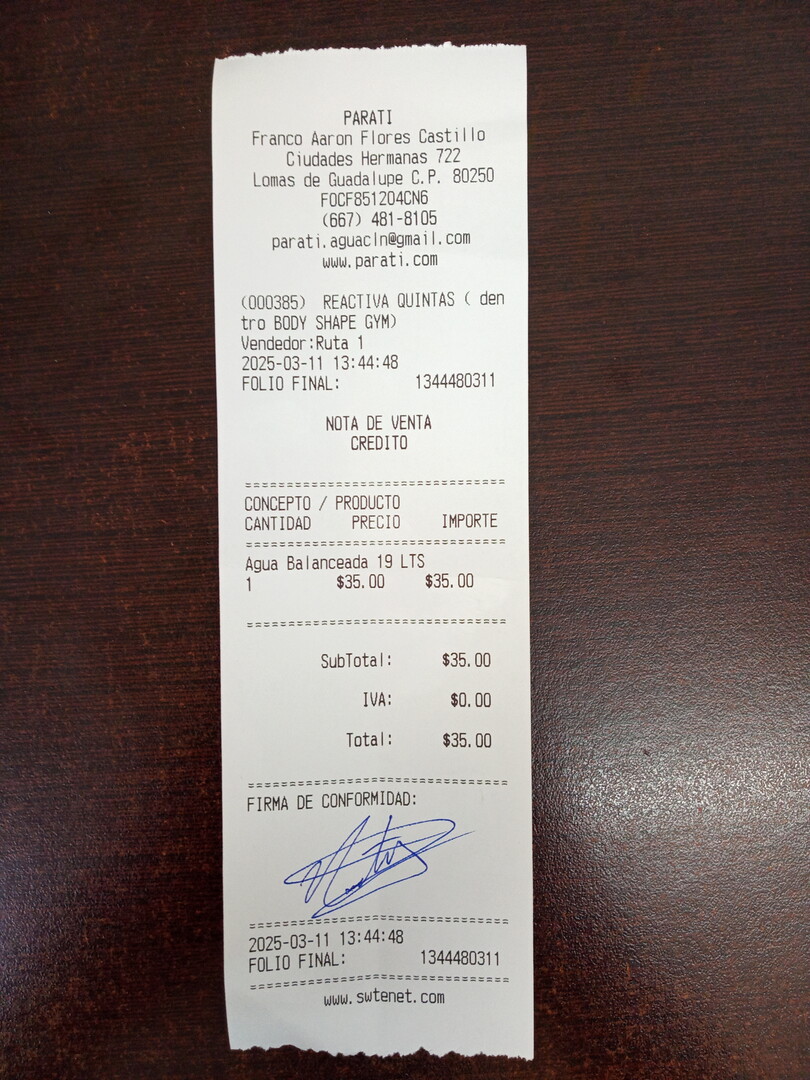 PARATI
Franco Aaron Flores Castillo
Ciudades Hermanas 722
Lomas de Guadalupe C.P. 80250
FOCF851204CN6
(667) 481-8105
parati.aguacln@gmail.com
www.parati.com
(000385) REACTIVA QUINTAS ( den
tro BODY SHAPE GYM)
Vendedor:Ruta 1
2025-03-11 13:44:48
FOLIO FINAL: 1344480311
NOTA DE VENTA
CREDITO
==================================
CONCEPTO / PRODUCTO
CANTIDAD PRECIO IMPORTE
==================================
Agua Balanceada 19 LTS
1 $35.00 $35.00
==================================
SubTotal: $35.00
IVA: $0.00
Total: $35.00
==================================
FIRMA DE CONFORMIDAD:
==================================
2025-03-11 13:44:48
FOLIO FINAL: 1344480311
==================================
www.swtenet.com